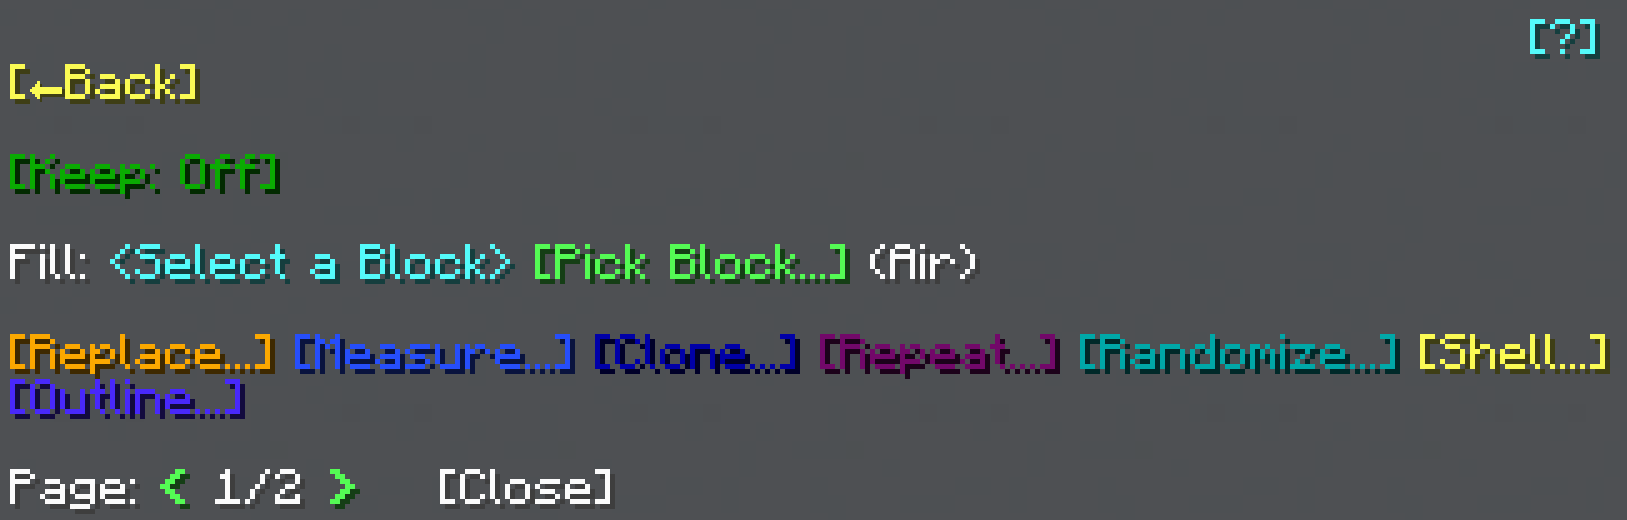 [?]
[←Back]
[Keep: Off]
Fill: <Select a Block> [Pick Block...] (Air)
[Replace...] [Measure...] [Clone...] [Repeat...] [Randomize...] [Shell...]
[Outline...]
Page: < 1/2 > [Close]